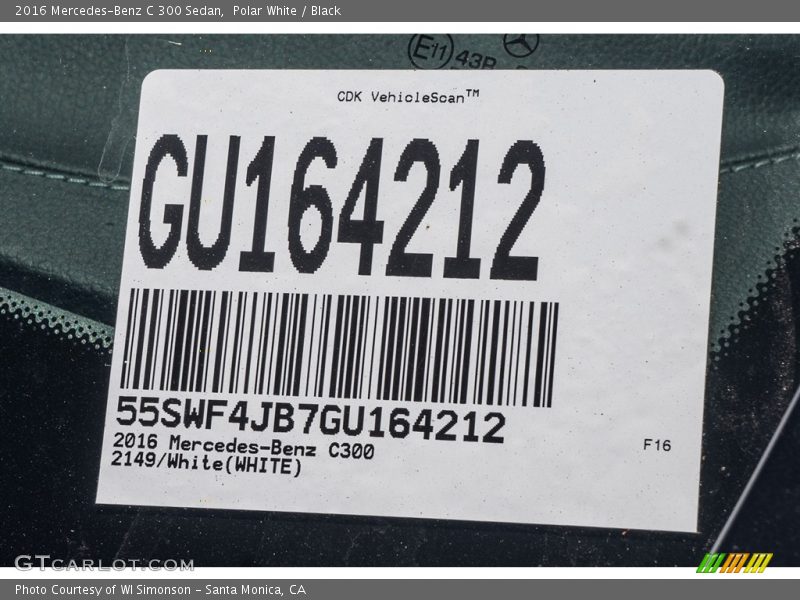 2016 Mercedes-Benz C 300 Sedan, Polar White / Black
E11 43R
CDK VehicleScan™
GU164212
55SWF4JB7GU164212
2016 Mercedes-Benz C300
2149/White(WHITE)
F16
GTCARLOT.COM
Photo Courtesy of WI Simonson - Santa Monica, CA